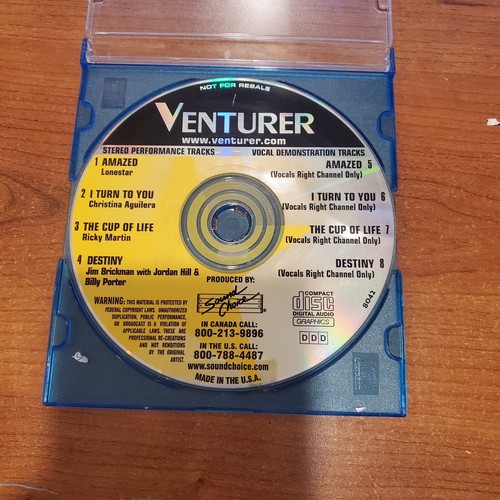 NOT FOR RESALE
VENTURER
www.venturer.com
STEREO PERFORMANCE TRACKS
1 AMAZED
Lonestar
2 I TURN TO YOU
Christina Aguilera
3 THE CUP OF LIFE
Ricky Martin
4 DESTINY
Jim Brickman with Jordan Hill &
Billy Porter
VOCAL DEMONSTRATION TRACKS
AMAZED 5
(Vocals Right Channel Only)
I TURN TO YOU 6
(Vocals Right Channel Only)
THE CUP OF LIFE 7
(Vocals Right Channel Only)
DESTINY 8
(Vocals Right Channel Only)
WARNING: THIS MATERIAL IS PROTECTED BY
FEDERAL COPYRIGHT LAWS. UNAUTHORIZED
DUPLICATION, PUBLIC PERFORMANCE,
OR BROADCAST IS A VIOLATION OF
APPLICABLE LAWS. THESE ARE
PROFESSIONAL RE-CREATIONS
AND NOT RENDITIONS
BY THE ORIGINAL
ARTIST.
PRODUCED BY:
Sound
Choice
IN CANADA CALL:
800-213-9896
IN THE U.S. CALL:
800-788-4487
www.soundchoice.com
MADE IN THE U.S.A.
COMPACT
disc
DIGITAL AUDIO
GRAPHICS
DDD
8042